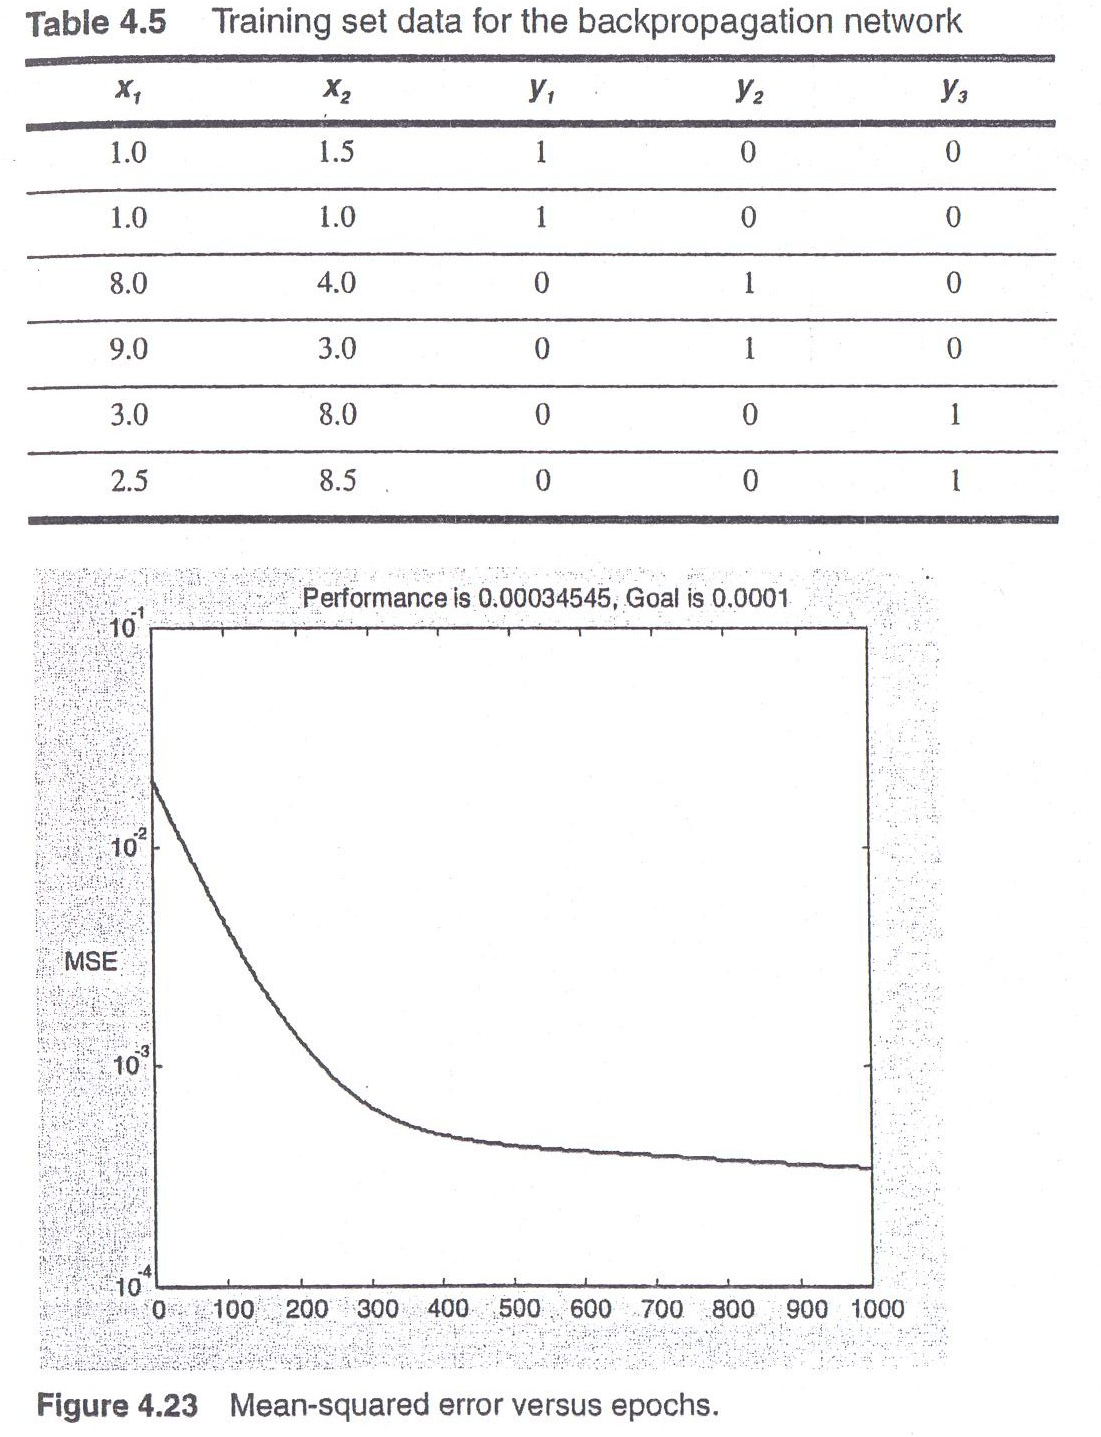 Table 4.5 Training set data for the backpropagation network
x₁ x₂ y₁ y₂ y₃
1.0 1.5 1 0 0
1.0 1.0 1 0 0
8.0 4.0 0 1 0
9.0 3.0 0 1 0
3.0 8.0 0 0 1
2.5 8.5 0 0 1
Performance is 0.00034545, Goal is 0.0001
10⁻¹
10⁻²
MSE
10⁻³
10⁻⁴
0 100 200 300 400 500 600 700 800 900 1000
Figure 4.23 Mean-squared error versus epochs.